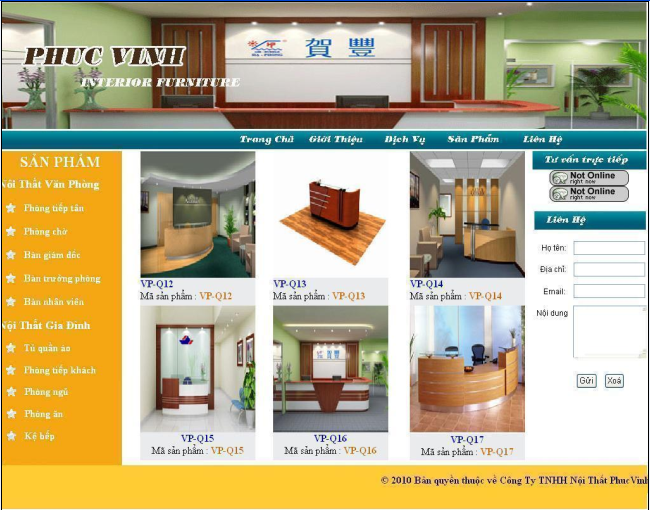 PHUC VINH
INTERIOR FURNITURE
賀 豐
Trang Chủ Giới Thiệu Dịch Vụ Sản Phẩm Liên Hệ
SẢN PHẨM
Nôi Thất Văn Phòng
Phòng tiếp tân
Phòng chờ
Bàn giám đốc
Bàn trưởng phòng
Bàn nhân viên
Nội Thất Gia Đình
Tủ quần áo
Phòng tiếp khách
Phòng ngủ
Phòng ăn
Kệ bếp
VP-Q12
Mã sản phẩm : VP-Q12
VP-Q13
Mã sản phẩm : VP-Q13
VP-Q14
Mã sản phẩm : VP-Q14
VP-Q15
Mã sản phẩm : VP-Q15
VP-Q16
Mã sản phẩm : VP-Q16
VP-Q17
Mã sản phẩm : VP-Q17
Tư vấn trực tiếp
Not Online
right now
Not Online
right now
Liên Hệ
Họ tên:
Địa chỉ:
Email:
Nội dung
Gửi Xoá
© 2010 Bản quyền thuộc về Công Ty TNHH Nội Thất PhucVinh